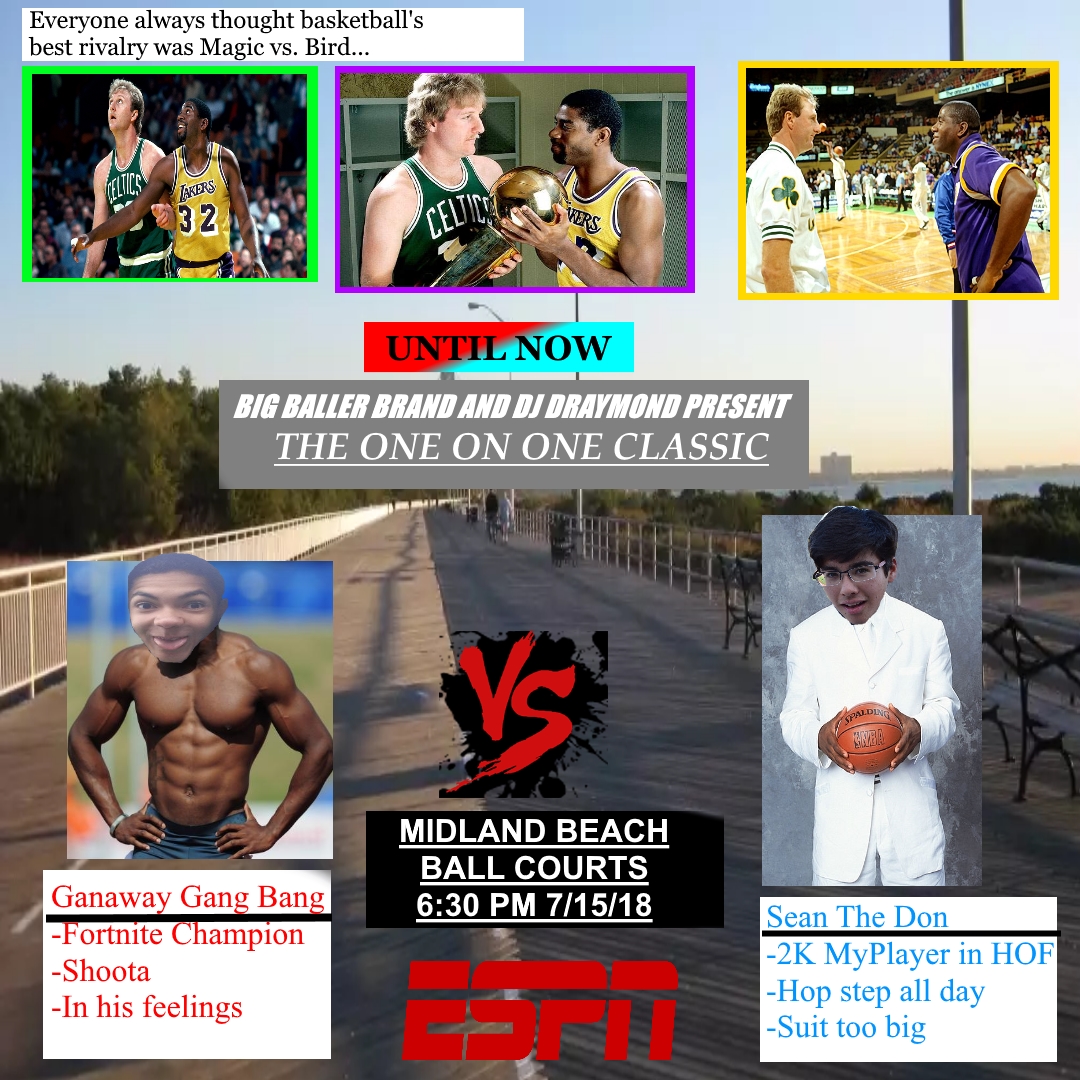 Everyone always thought basketball's
best rivalry was Magic vs. Bird...
CELTICS
LAKERS
32
CELTICS
UNTIL NOW
BIG BALLER BRAND AND DJ DRAYMOND PRESENT
THE ONE ON ONE CLASSIC
VS
SPALDING
NBA
MIDLAND BEACH
BALL COURTS
6:30 PM 7/15/18
Ganaway Gang Bang
-Fortnite Champion
-Shoota
-In his feelings
Sean The Don
-2K MyPlayer in HOF
-Hop step all day
-Suit too big
ESPN